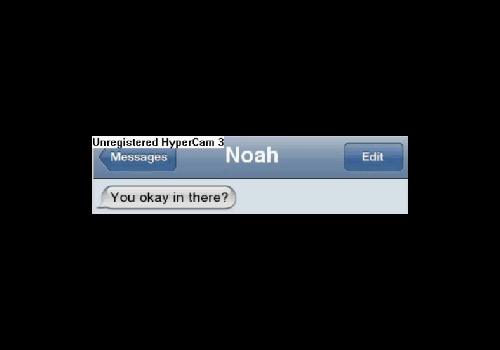 Unregistered HyperCam 3
Messages Noah Edit
You okay in there?